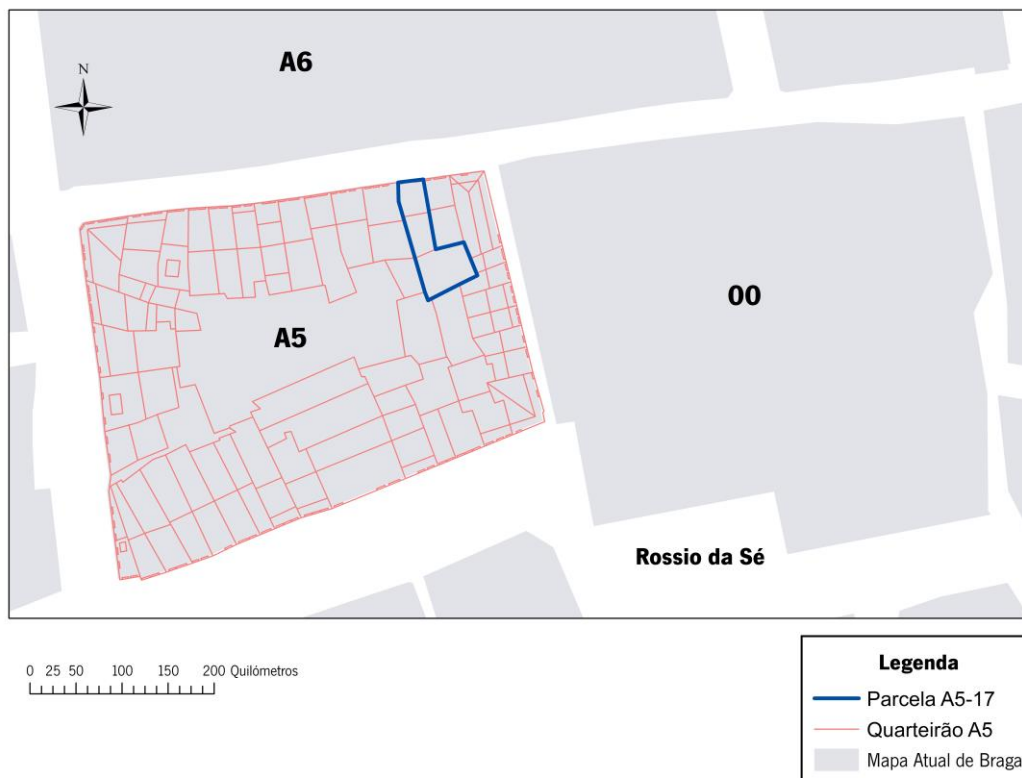 A6
N
A5
00
Rossio da Sé
0 25 50 100 150 200 Quilómetros
Legenda
Parcela A5-17
Quarteirão A5
Mapa Atual de Braga